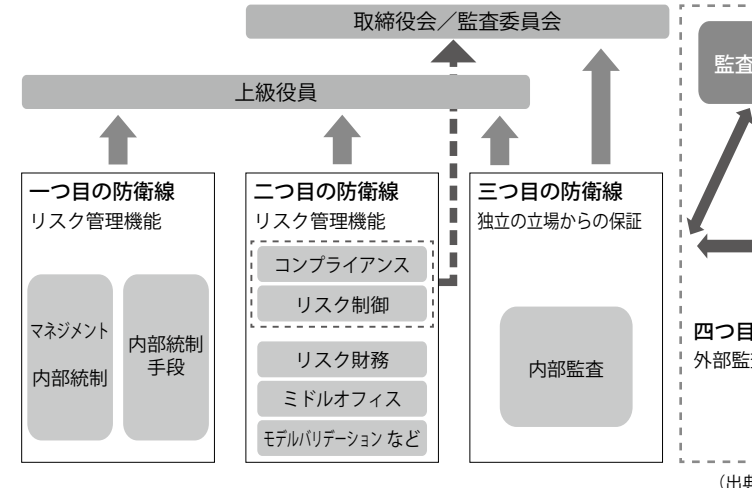 取締役会／監査委員会
上級役員
一つ目の防衛線
リスク管理機能
マネジメント
内部統制
内部統制
手段
二つ目の防衛線
リスク管理機能
コンプライアンス
リスク制御
リスク財務
ミドルオフィス
モデルバリデーション など
三つ目の防衛線
独立の立場からの保証
内部監査
監査
四つ目
外部監